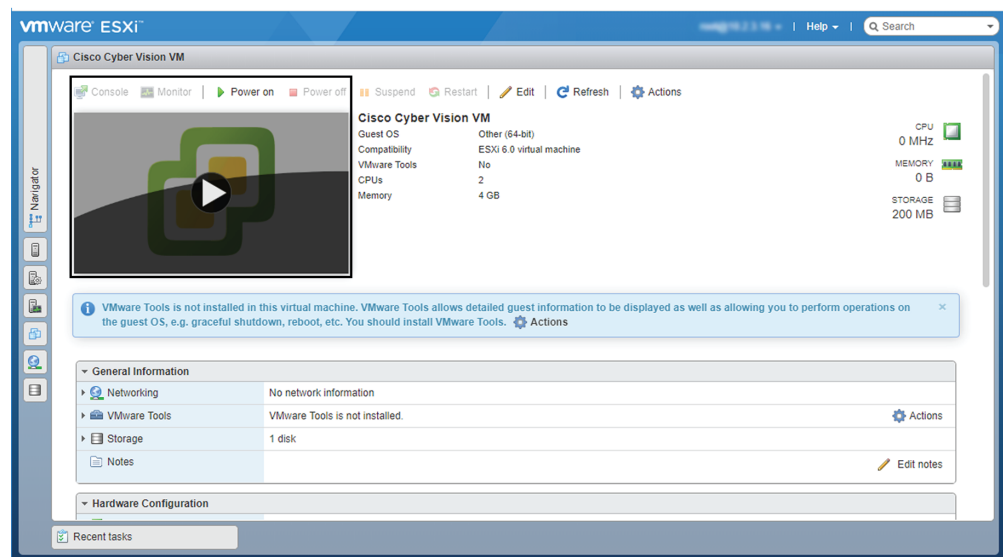 vmware ESXi™
Help
Search
Cisco Cyber Vision VM
Navigator
Console Monitor Power on Power off Suspend Restart Edit Refresh Actions
Cisco Cyber Vision VM
Guest OS Other (64-bit)
Compatibility ESXi 6.0 virtual machine
VMware Tools No
CPUs 2
Memory 4 GB
CPU
0 MHz
MEMORY
0 B
STORAGE
200 MB
VMware Tools is not installed in this virtual machine. VMware Tools allows detailed guest information to be displayed as well as allowing you to perform operations on
the guest OS, e.g. graceful shutdown, reboot, etc. You should install VMware Tools. Actions
General Information
Networking No network information
VMware Tools VMware Tools is not installed. Actions
Storage 1 disk
Notes Edit notes
Hardware Configuration
Recent tasks